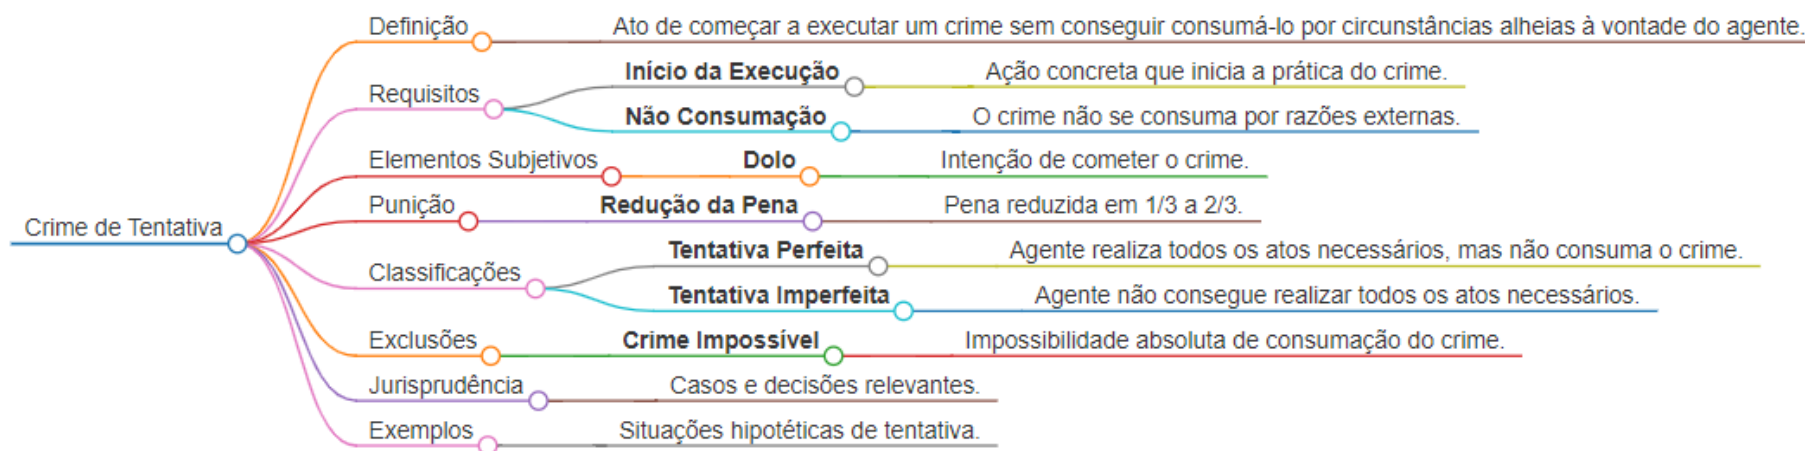 Crime de Tentativa
Definição
Ato de começar a executar um crime sem conseguir consumá-lo por circunstâncias alheias à vontade do agente.
Requisitos
Início da Execução
Ação concreta que inicia a prática do crime.
Não Consumação
O crime não se consuma por razões externas.
Elementos Subjetivos
Dolo
Intenção de cometer o crime.
Punição
Redução da Pena
Pena reduzida em 1/3 a 2/3.
Classificações
Tentativa Perfeita
Agente realiza todos os atos necessários, mas não consuma o crime.
Tentativa Imperfeita
Agente não consegue realizar todos os atos necessários.
Exclusões
Crime Impossível
Impossibilidade absoluta de consumação do crime.
Jurisprudência
Casos e decisões relevantes.
Exemplos
Situações hipotéticas de tentativa.